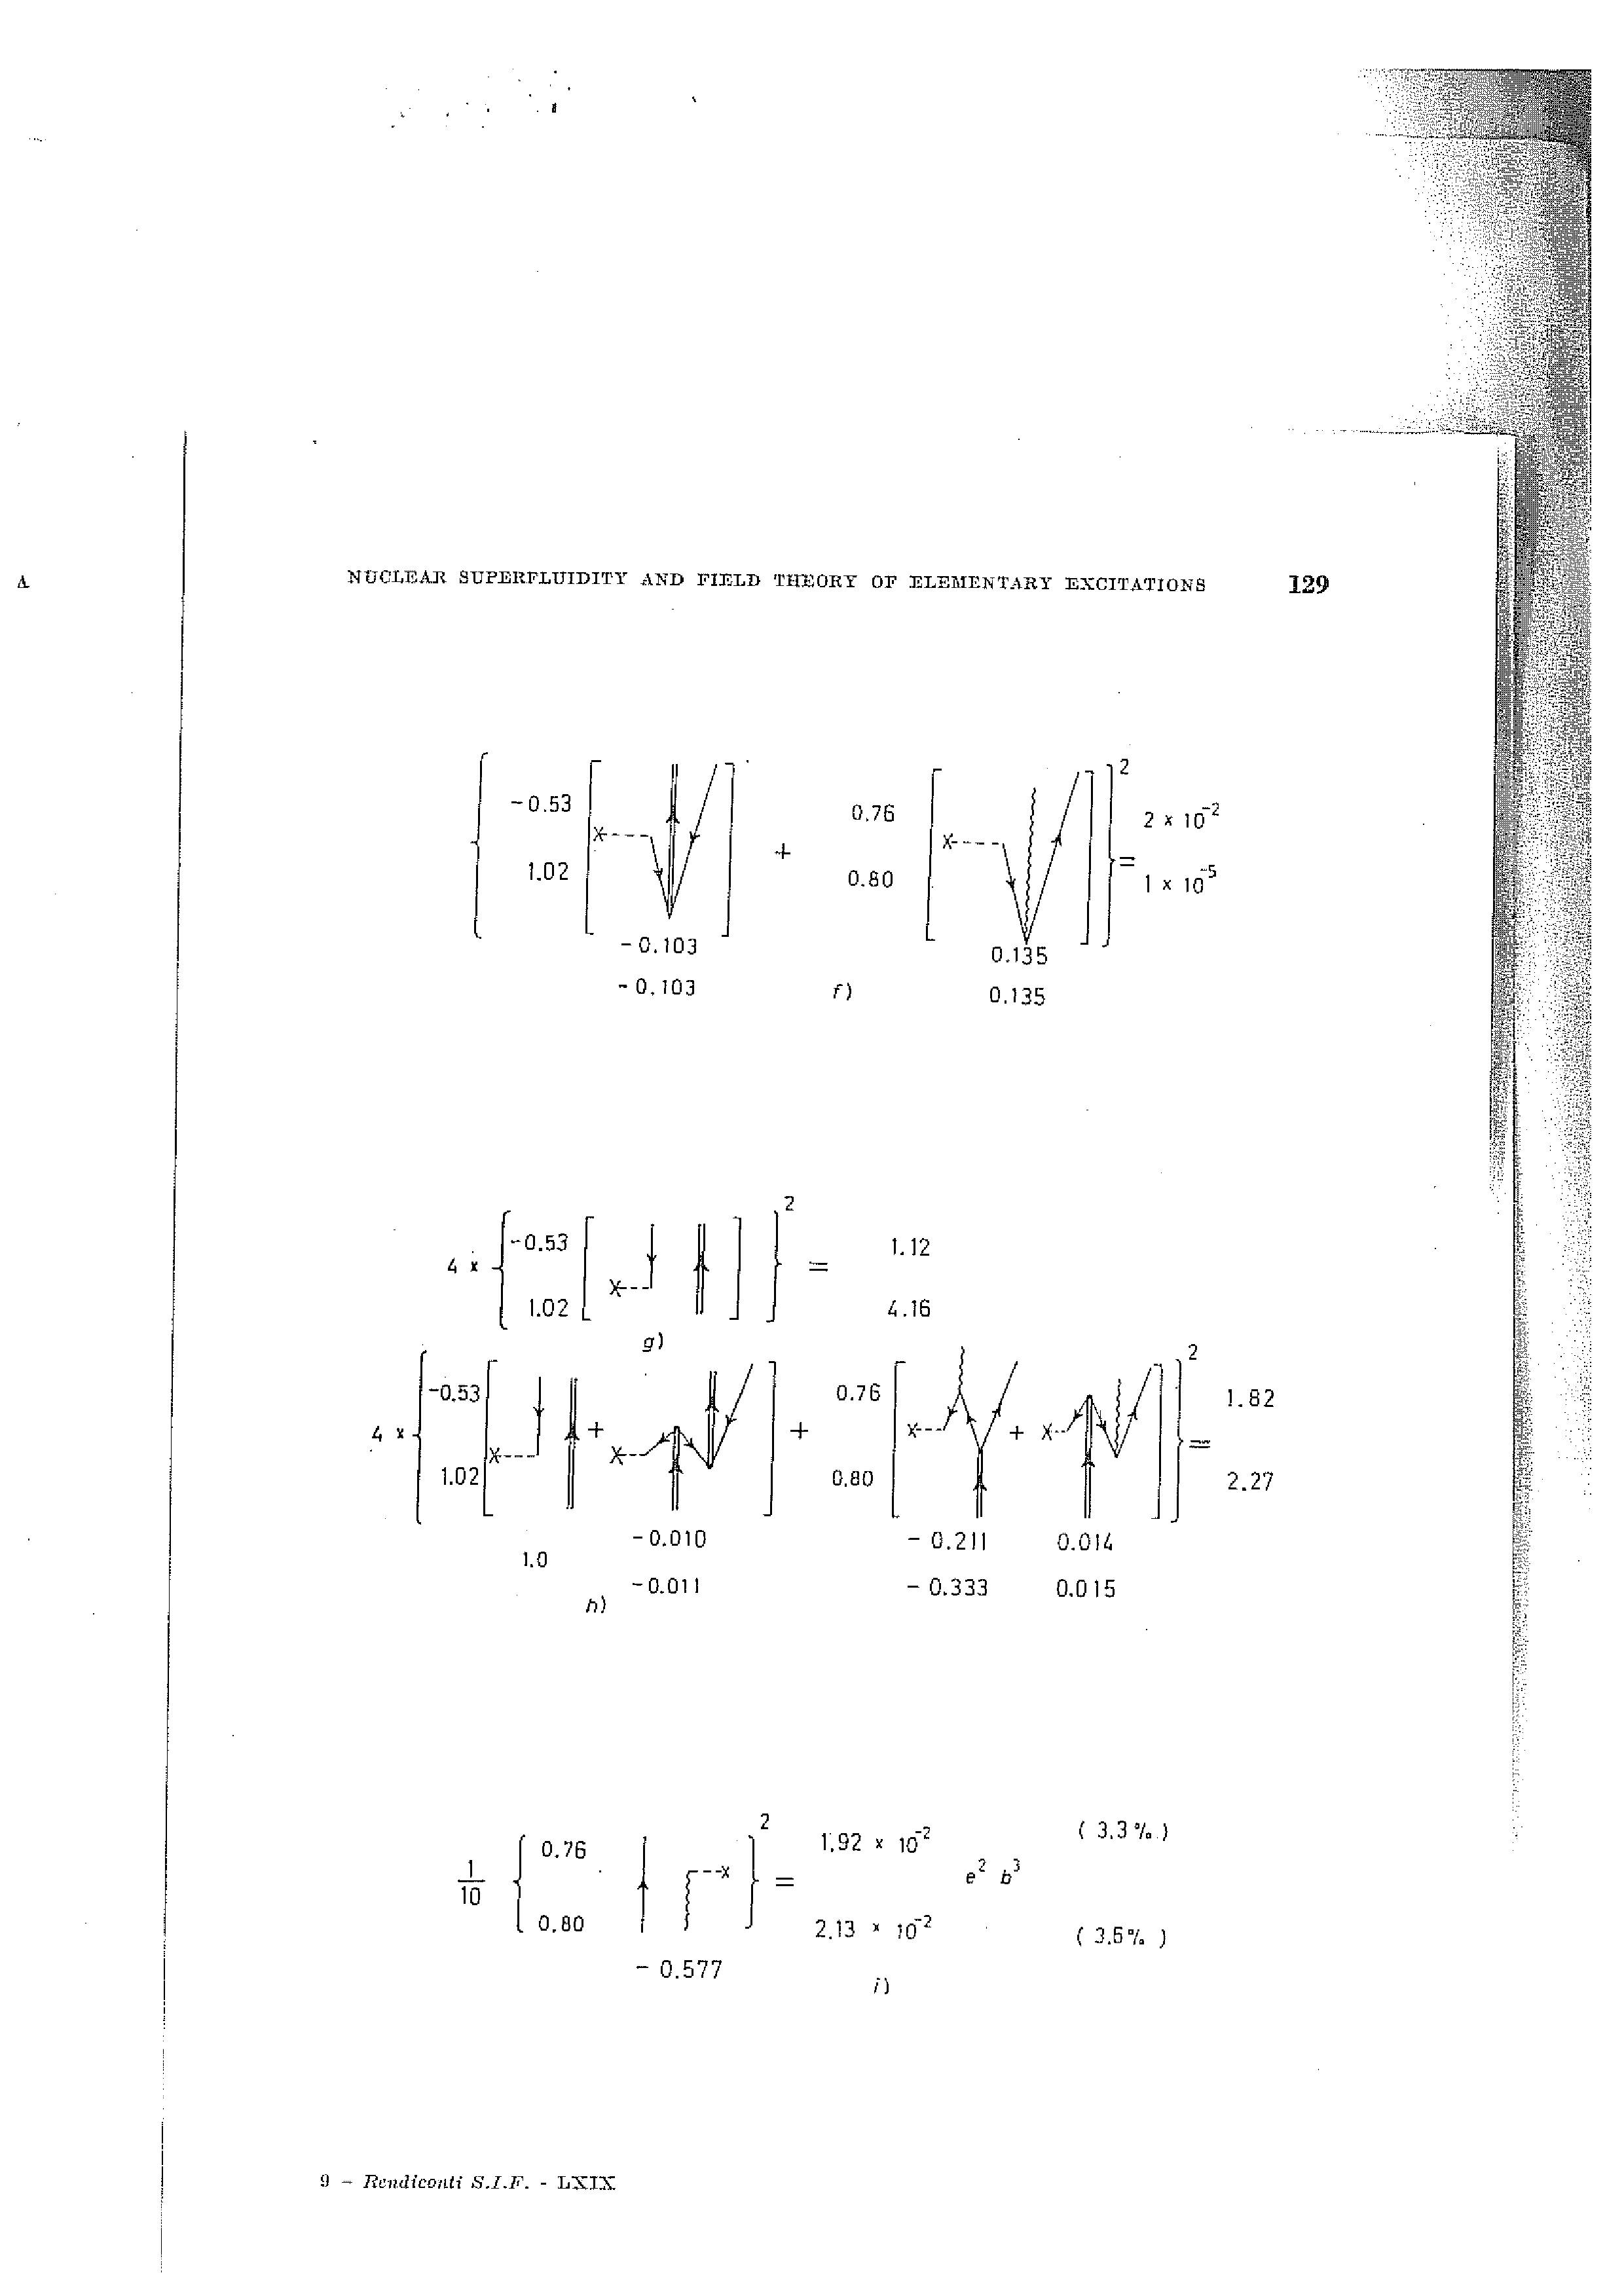 A
NUCLEAR SUPERFLUIDITY AND FIELD THEORY OF ELEMENTARY EXCITATIONS 129
2
-0.53 0.76 2 x 10^-2
x + x =
1.02 0.80 1 x 10^-5
-0.103 0.135
-0.103 f) 0.135
2
-0.53 1.12
4 x x =
1.02 4.16
g)
2
-0.53 0.76 1.82
4 x x + x + x + x =
1.02 0.80 2.27
-0.010 -0.211 0.014
1.0
-0.011 -0.333 0.015
h)
2
0.76 1.92 x 10^-2 (3.3%)
1/10 x = e^2 b^3
0.80 2.13 x 10^-2 (3.6%)
-0.577
i)
9 – Rendiconti S.I.F. - LXIX